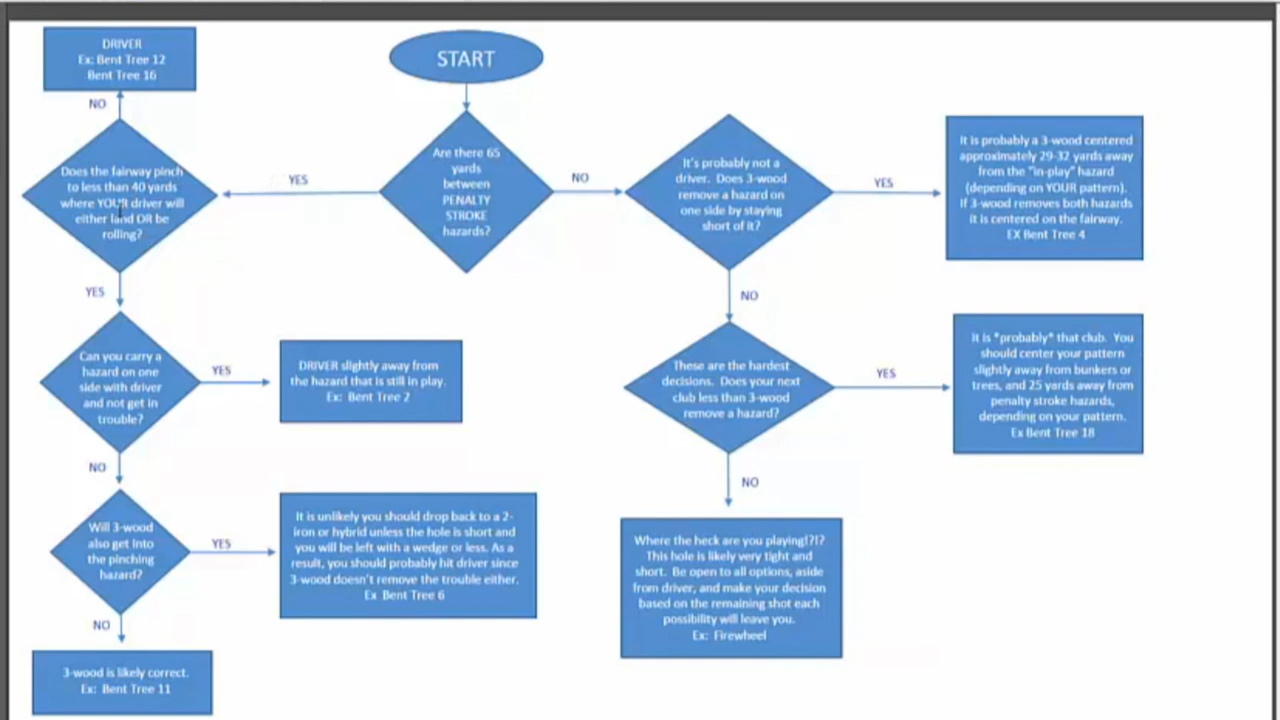 START
Are there 65
yards
between
PENALTY
STROKE
hazards?
YES
Does the fairway pinch
to less than 40 yards
where YOUR driver will
either land OR be
rolling?
NO
DRIVER
Ex: Bent Tree 12
Bent Tree 16
YES
Can you carry a
hazard on one
side with driver
and not get in
trouble?
YES
DRIVER slightly away from
the hazard that is still in play.
Ex: Bent Tree 2
NO
Will 3-wood
also get into
the pinching
hazard?
YES
It is unlikely you should drop back to a 2-
iron or hybrid unless the hole is short and
you will be left with a wedge or less. As a
result, you should probably hit driver since
3-wood doesn't remove the trouble either.
Ex Bent Tree 6
NO
3-wood is likely correct.
Ex: Bent Tree 11
NO
It's probably not a
driver. Does 3-wood
remove a hazard on
one side by staying
short of it?
YES
It is probably a 3-wood centered
approximately 29-32 yards away
from the "in-play" hazard
(depending on YOUR pattern).
If 3-wood removes both hazards
it is centered on the fairway.
EX Bent Tree 4
NO
These are the hardest
decisions. Does your next
club less than 3-wood
remove a hazard?
YES
It is *probably* that club. You
should center your pattern
slightly away from bunkers or
trees, and 25 yards away from
penalty stroke hazards,
depending on your pattern.
Ex Bent Tree 18
NO
Where the heck are you playing!?!?
This hole is likely very tight and
short. Be open to all options, aside
from driver, and make your decision
based on the remaining shot each
possibility will leave you.
Ex: Firewheel